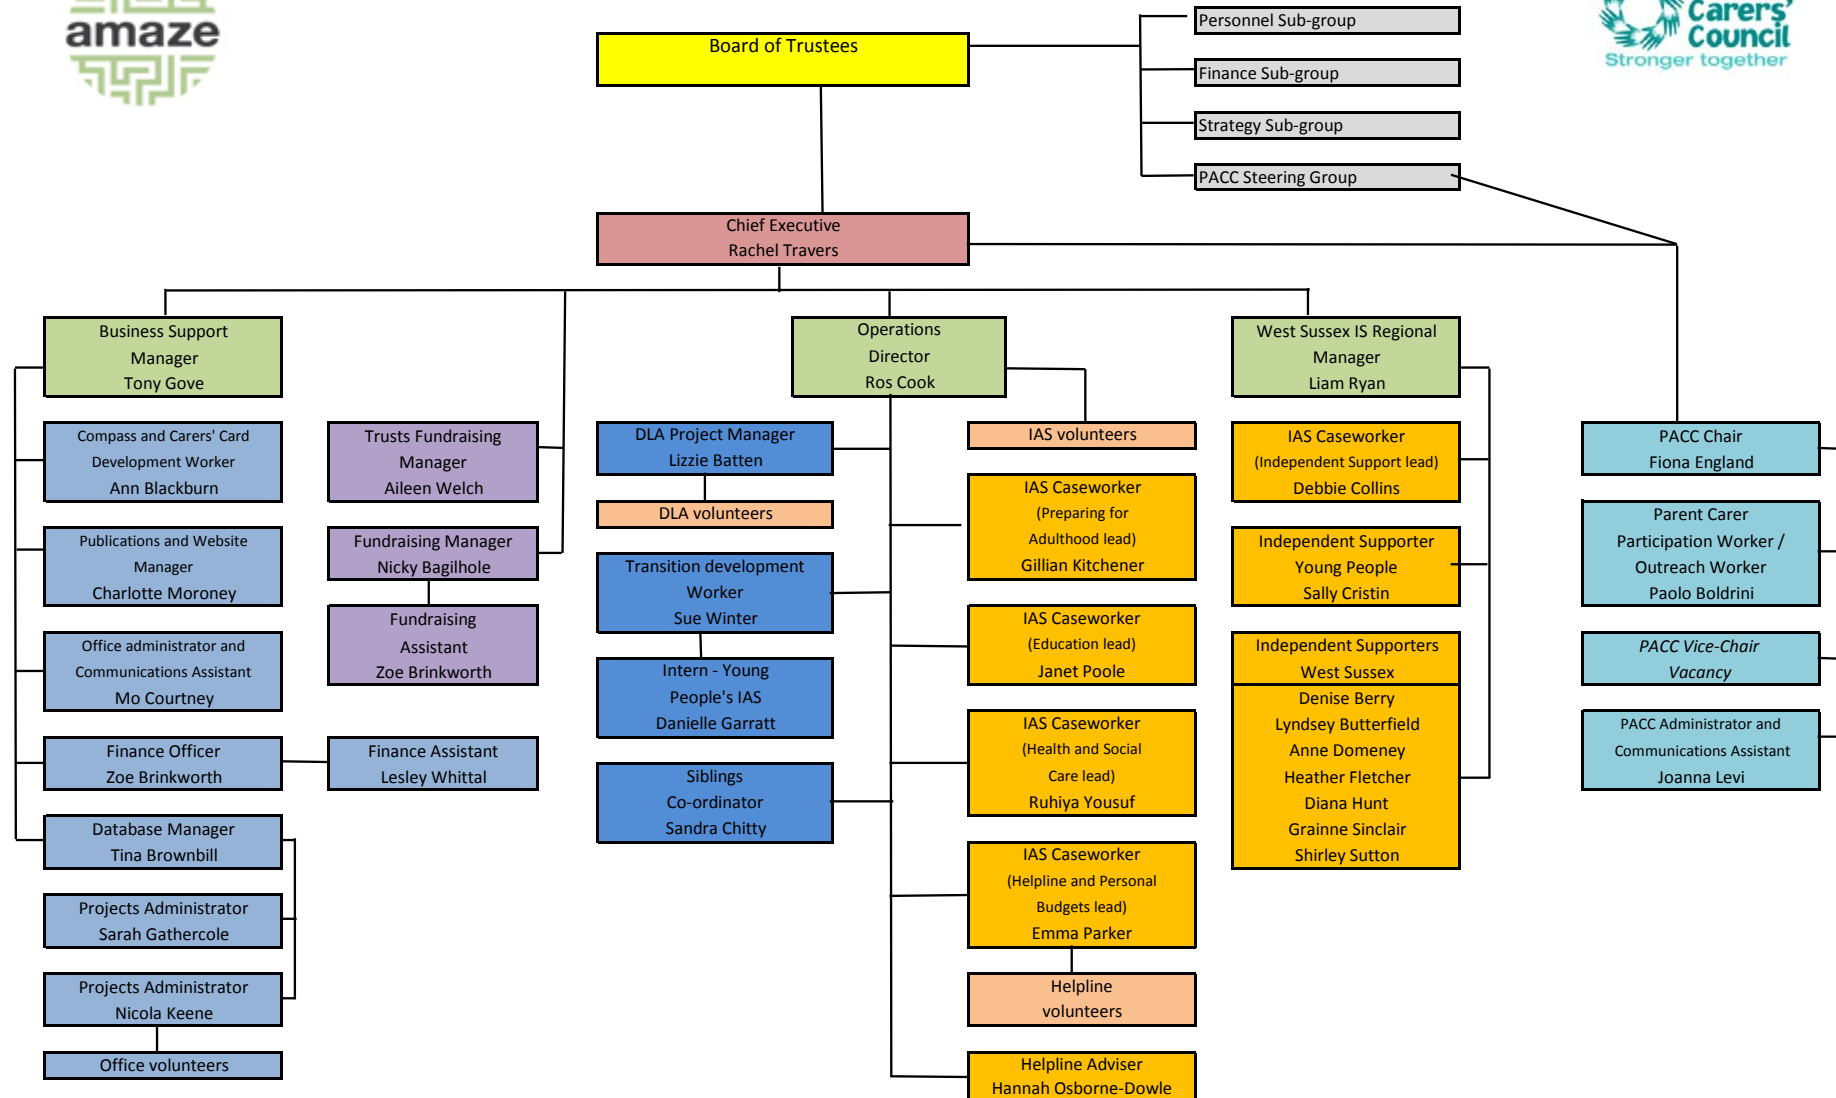 amaze
Carers'
Council
Stronger together
Board of Trustees
Personnel Sub-group
Finance Sub-group
Strategy Sub-group
PACC Steering Group
Chief Executive
Rachel Travers
Business Support
Manager
Tony Gove
Compass and Carers' Card
Development Worker
Ann Blackburn
Publications and Website
Manager
Charlotte Moroney
Office administrator and
Communications Assistant
Mo Courtney
Finance Officer
Zoe Brinkworth
Finance Assistant
Lesley Whittal
Database Manager
Tina Brownbill
Projects Administrator
Sarah Gathercole
Projects Administrator
Nicola Keene
Office volunteers
Trusts Fundraising
Manager
Aileen Welch
Fundraising Manager
Nicky Bagilhole
Fundraising
Assistant
Zoe Brinkworth
Operations
Director
Ros Cook
DLA Project Manager
Lizzie Batten
DLA volunteers
Transition development
Worker
Sue Winter
Intern - Young
People's IAS
Danielle Garratt
Siblings
Co-ordinator
Sandra Chitty
IAS volunteers
IAS Caseworker
(Preparing for
Adulthood lead)
Gillian Kitchener
IAS Caseworker
(Education lead)
Janet Poole
IAS Caseworker
(Health and Social
Care lead)
Ruhiya Yousuf
IAS Caseworker
(Helpline and Personal
Budgets lead)
Emma Parker
Helpline
volunteers
Helpline Adviser
Hannah Osborne-Dowle
West Sussex IS Regional
Manager
Liam Ryan
IAS Caseworker
(Independent Support lead)
Debbie Collins
Independent Supporter
Young People
Sally Cristin
Independent Supporters
West Sussex
Denise Berry
Lyndsey Butterfield
Anne Domeney
Heather Fletcher
Diana Hunt
Grainne Sinclair
Shirley Sutton
PACC Chair
Fiona England
Parent Carer
Participation Worker /
Outreach Worker
Paolo Boldrini
PACC Vice-Chair
Vacancy
PACC Administrator and
Communications Assistant
Joanna Levi